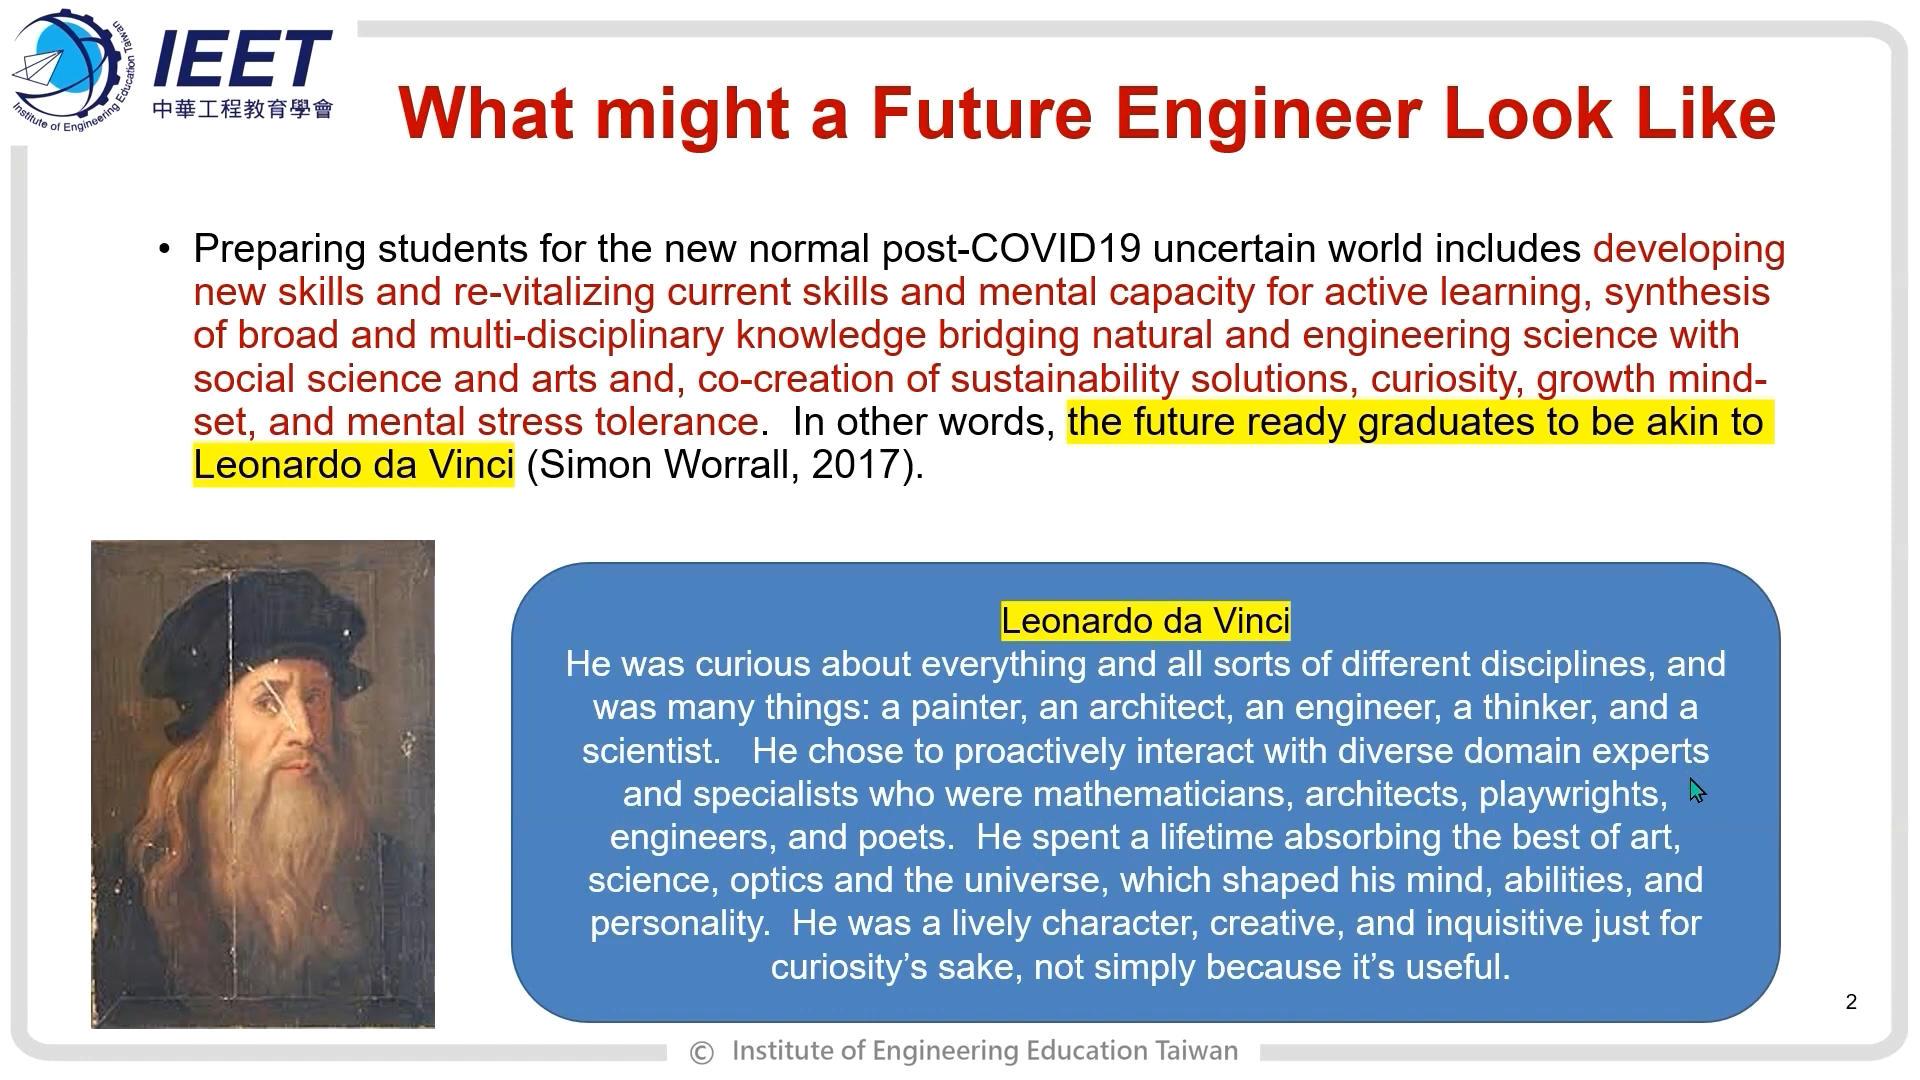 Institute of Engineering Education Taiwan
IEET
中華工程教育學會
What might a Future Engineer Look Like
• Preparing students for the new normal post-COVID19 uncertain world includes developing
new skills and re-vitalizing current skills and mental capacity for active learning, synthesis
of broad and multi-disciplinary knowledge bridging natural and engineering science with
social science and arts and, co-creation of sustainability solutions, curiosity, growth mind-
set, and mental stress tolerance.  In other words, the future ready graduates to be akin to
Leonardo da Vinci (Simon Worrall, 2017).
Leonardo da Vinci
He was curious about everything and all sorts of different disciplines, and
was many things: a painter, an architect, an engineer, a thinker, and a
scientist.   He chose to proactively interact with diverse domain experts
and specialists who were mathematicians, architects, playwrights,
engineers, and poets.  He spent a lifetime absorbing the best of art,
science, optics and the universe, which shaped his mind, abilities, and
personality.  He was a lively character, creative, and inquisitive just for
curiosity’s sake, not simply because it’s useful.
2
© Institute of Engineering Education Taiwan